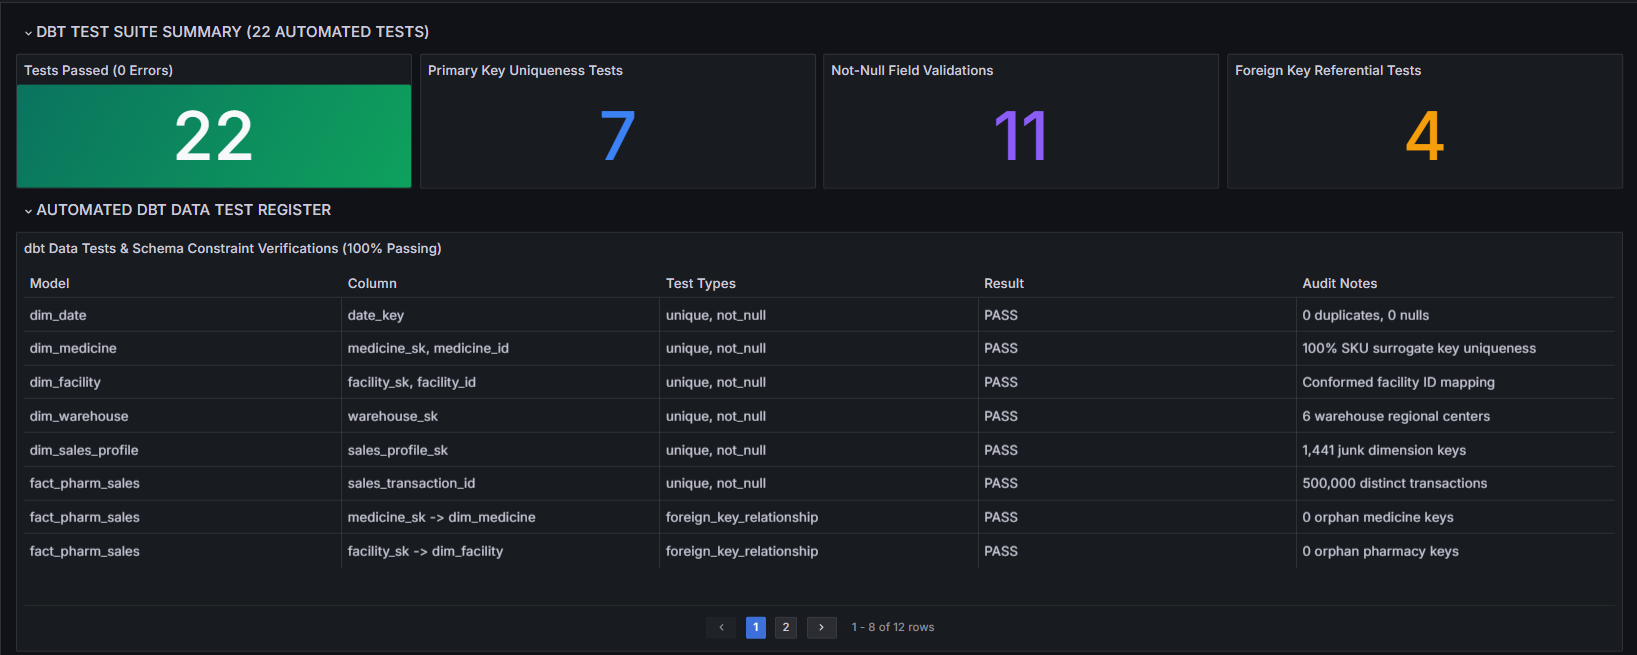 DBT TEST SUITE SUMMARY (22 AUTOMATED TESTS)
Tests Passed (0 Errors)
22
Primary Key Uniqueness Tests
7
Not-Null Field Validations
11
Foreign Key Referential Tests
4
AUTOMATED DBT DATA TEST REGISTER
dbt Data Tests & Schema Constraint Verifications (100% Passing)
Model Column Test Types Result Audit Notes
dim_date date_key unique, not_null PASS 0 duplicates, 0 nulls
dim_medicine medicine_sk, medicine_id unique, not_null PASS 100% SKU surrogate key uniqueness
dim_facility facility_sk, facility_id unique, not_null PASS Conformed facility ID mapping
dim_warehouse warehouse_sk unique, not_null PASS 6 warehouse regional centers
dim_sales_profile sales_profile_sk unique, not_null PASS 1,441 junk dimension keys
fact_pharm_sales sales_transaction_id unique, not_null PASS 500,000 distinct transactions
fact_pharm_sales medicine_sk -> dim_medicine foreign_key_relationship PASS 0 orphan medicine keys
fact_pharm_sales facility_sk -> dim_facility foreign_key_relationship PASS 0 orphan pharmacy keys
1 2 1 - 8 of 12 rows